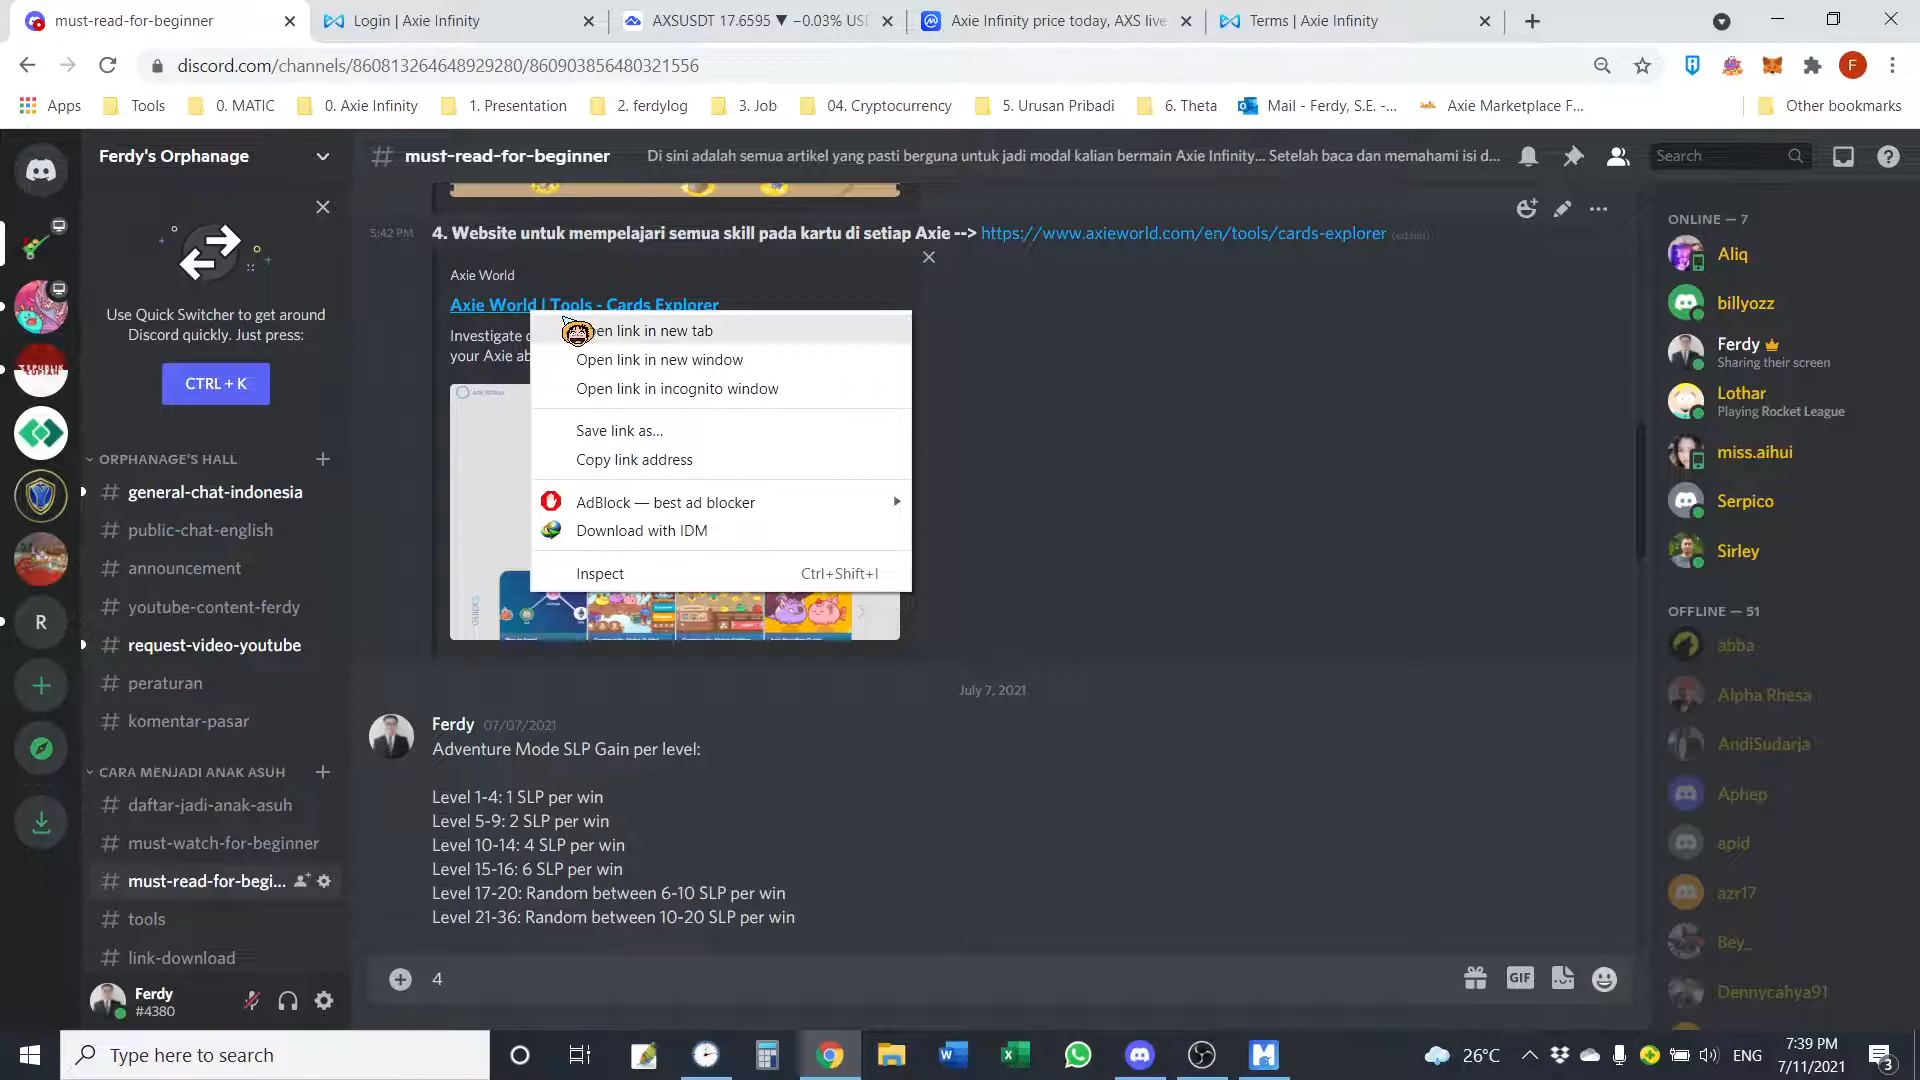 must-read-for-beginner
Login | Axie Infinity
AXSUSDT 17.6595 ▼ −0.03% USD
Axie Infinity price today, AXS live
Terms | Axie Infinity
discord.com/channels/860813264648929280/860903856480321556
F
Apps
Tools
0. MATIC
0. Axie Infinity
1. Presentation
2. ferdylog
3. Job
04. Cryptocurrency
5. Urusan Pribadi
6. Theta
Mail - Ferdy, S.E. -...
Axie Marketplace F...
Other bookmarks
Ferdy's Orphanage
must-read-for-beginner
Di sini adalah semua artikel yang pasti berguna untuk jadi modal kalian bermain Axie Infinity... Setelah baca dan memahami isi d...
Search
Use Quick Switcher to get around
Discord quickly. Just press:
CTRL + K
ORPHANAGE'S HALL
general-chat-indonesia
public-chat-english
announcement
youtube-content-ferdy
request-video-youtube
peraturan
komentar-pasar
CARA MENJADI ANAK ASUH
daftar-jadi-anak-asuh
must-watch-for-beginner
must-read-for-begi...
tools
link-download
R
Ferdy
#4380
5:42 PM
4. Website untuk mempelajari semua skill pada kartu di setiap Axie --> https://www.axieworld.com/en/tools/cards-explorer (edited)
Axie World
Axie World | Tools - Cards Explorer
Investigate
your Axie ab
GUIDES
en link in new tab
Open link in new window
Open link in incognito window
Save link as...
Copy link address
AdBlock — best ad blocker
Download with IDM
Inspect
Ctrl+Shift+I
July 7, 2021
Ferdy 07/07/2021
Adventure Mode SLP Gain per level:
Level 1-4: 1 SLP per win
Level 5-9: 2 SLP per win
Level 10-14: 4 SLP per win
Level 15-16: 6 SLP per win
Level 17-20: Random between 6-10 SLP per win
Level 21-36: Random between 10-20 SLP per win
4
GIF
ONLINE — 7
Aliq
billyozz
Ferdy
Sharing their screen
Lothar
Playing Rocket League
miss.aihui
Serpico
Sirley
OFFLINE — 51
abba
Alpha Rhesa
AndiSudarja
Aphep
apid
azr17
Bey_
Dennycahya91
Type here to search
26°C
ENG
7:39 PM
7/11/2021
3